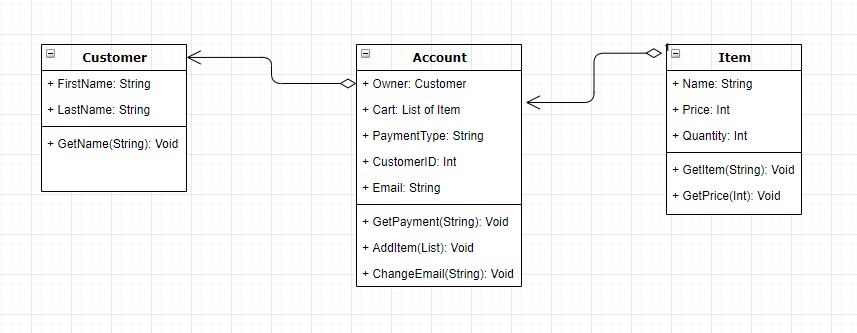 Customer
+ FirstName: String
+ LastName: String
+ GetName(String): Void
Account
+ Owner: Customer
+ Cart: List of Item
+ PaymentType: String
+ CustomerID: Int
+ Email: String
+ GetPayment(String): Void
+ AddItem(List): Void
+ ChangeEmail(String): Void
Item
+ Name: String
+ Price: Int
+ Quantity: Int
+ GetItem(String): Void
+ GetPrice(Int): Void